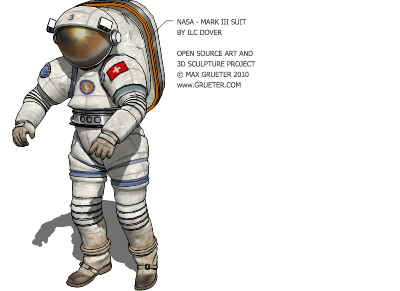 NASA - MARK III SUIT
BY ILC DOVER
OPEN SOURCE ART AND
3D SCULPTURE PROJECT
© MAX GRUETER 2010
www.GRUETER.COM